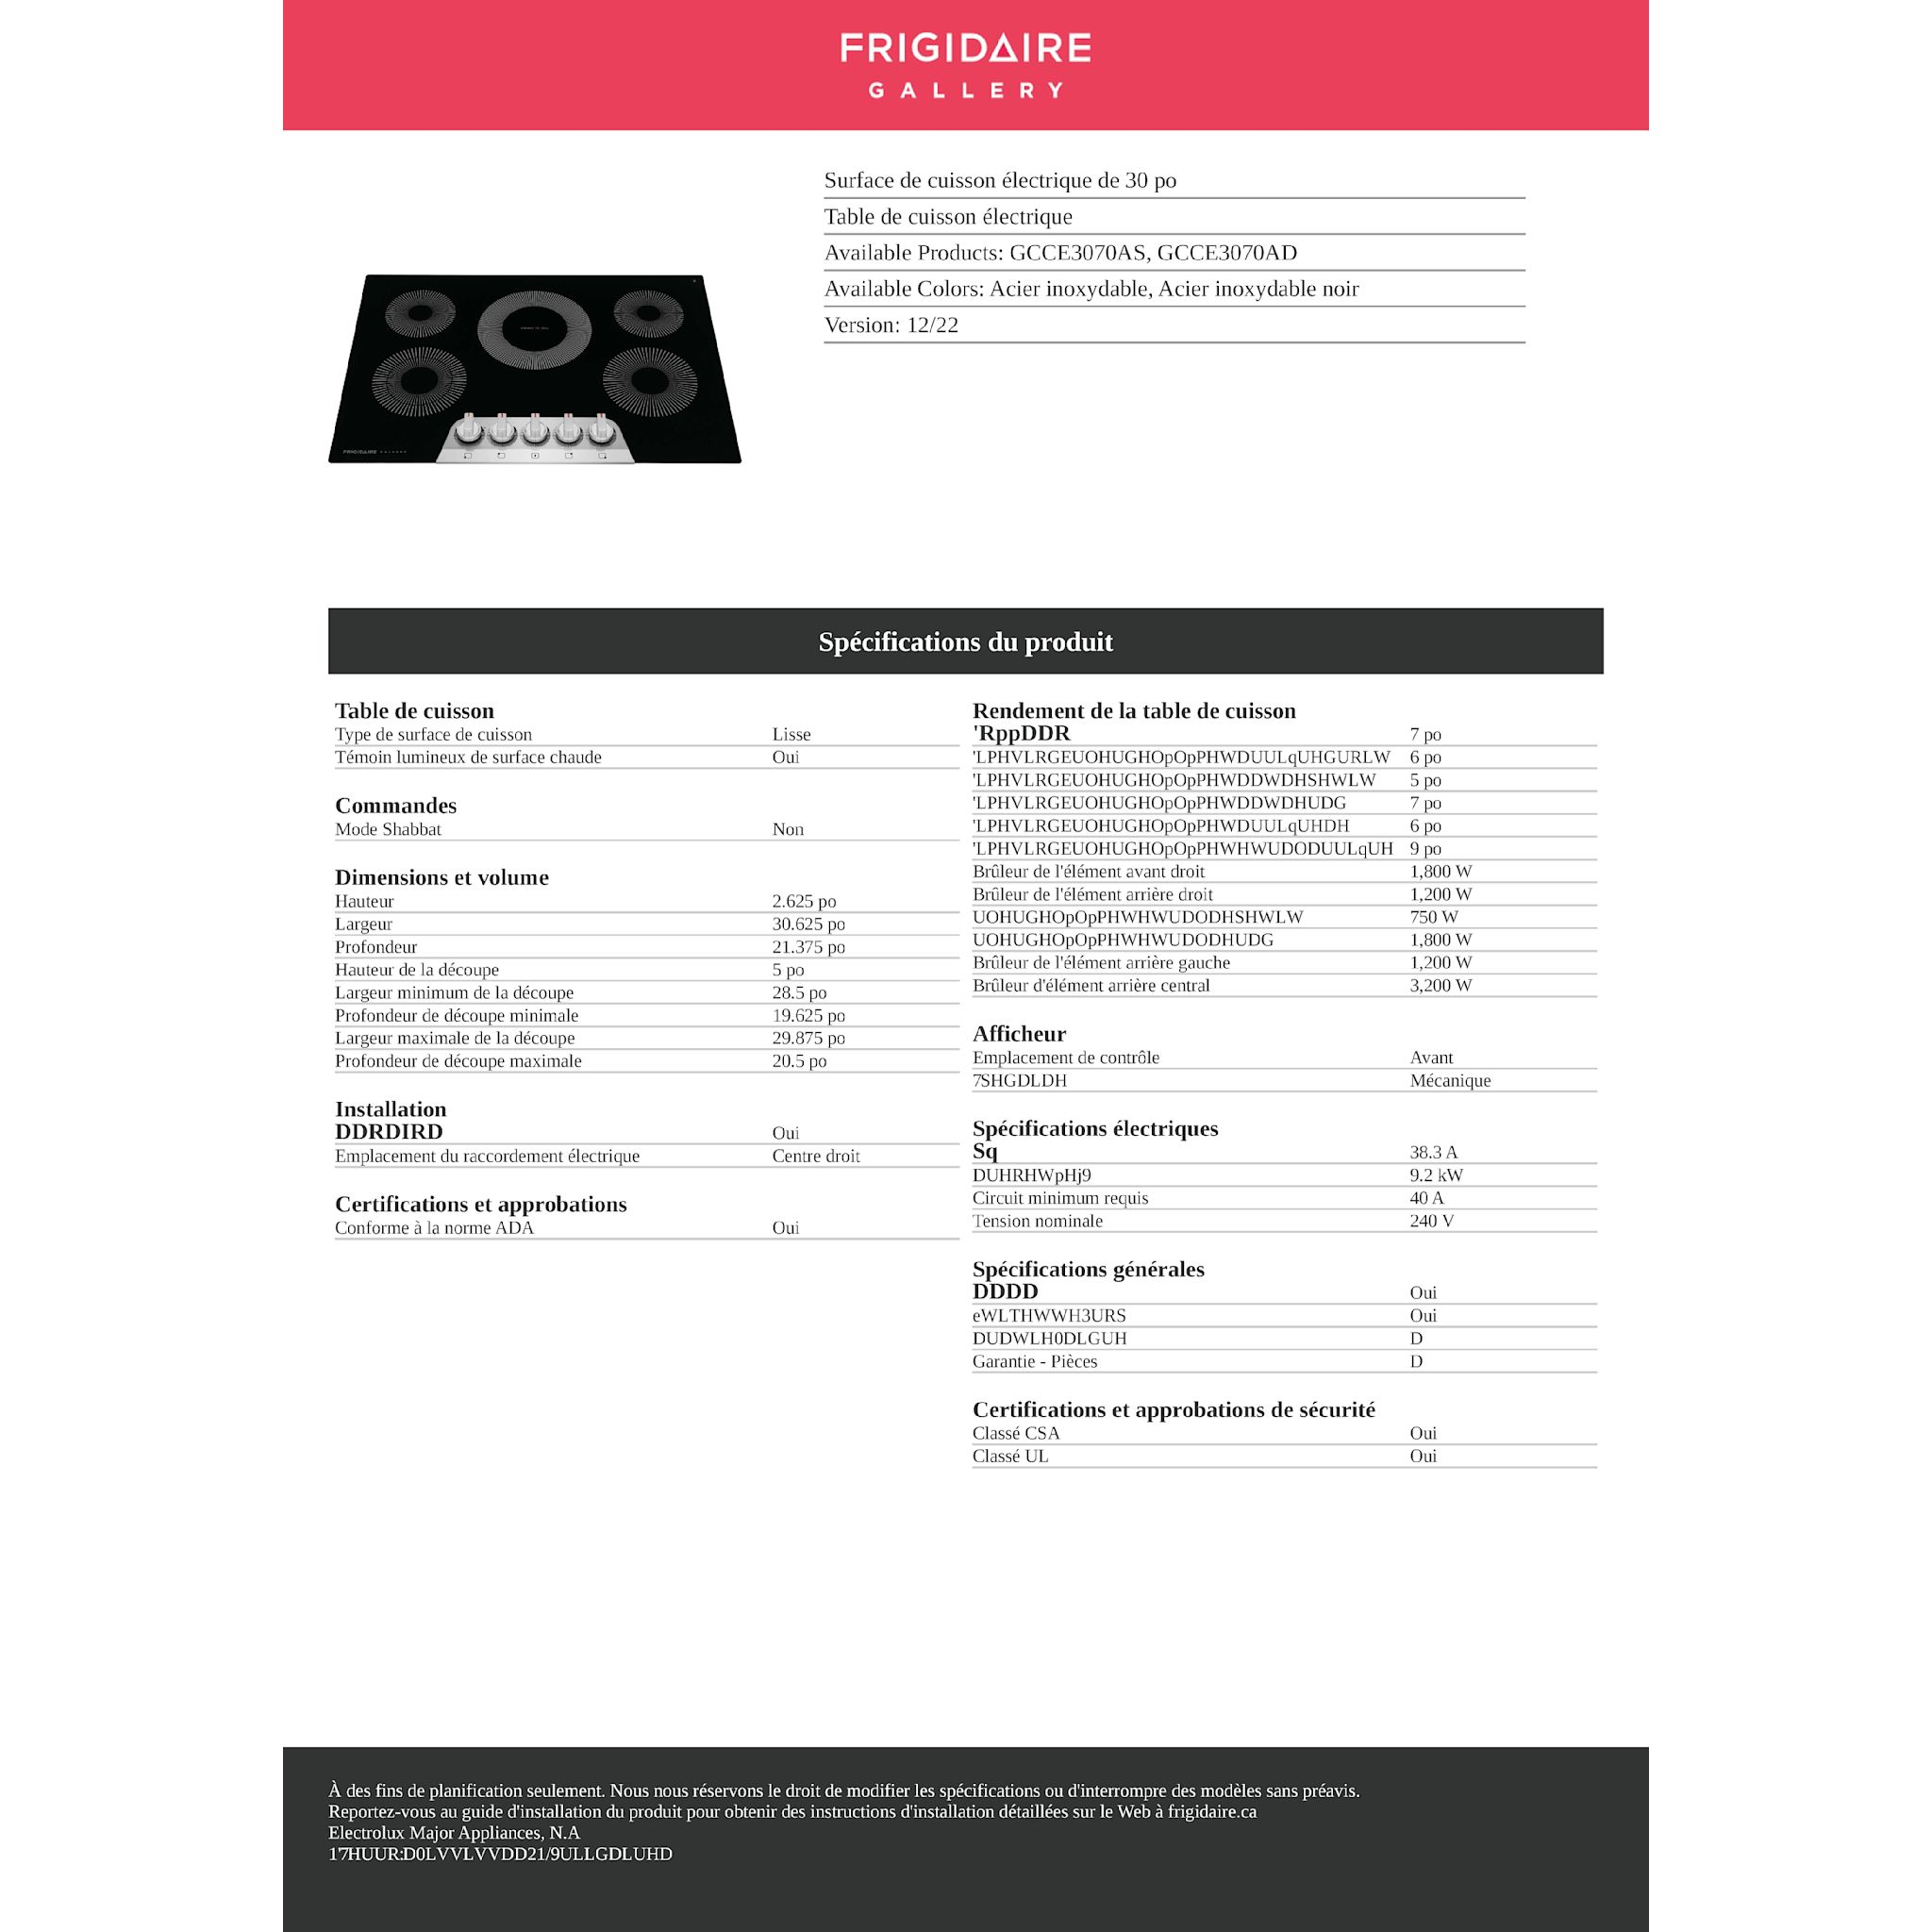 FRIGIDAIRE
GALLERY
Surface de cuisson électrique de 30 po
Table de cuisson électrique
Available Products: GCCE3070AS, GCCE3070AD
Available Colors: Acier inoxydable, Acier inoxydable noir
Version: 12/22
FRIGIDAIRE GALLERY
Spécifications du produit
Table de cuisson
Type de surface de cuisson Lisse
Témoin lumineux de surface chaude Oui
Commandes
Mode Shabbat Non
Dimensions et volume
Hauteur 2.625 po
Largeur 30.625 po
Profondeur 21.375 po
Hauteur de la découpe 5 po
Largeur minimum de la découpe 28.5 po
Profondeur de découpe minimale 19.625 po
Largeur maximale de la découpe 29.875 po
Profondeur de découpe maximale 20.5 po
Installation
DDRDIRD Oui
Emplacement du raccordement électrique Centre droit
Certifications et approbations
Conforme à la norme ADA Oui
Rendement de la table de cuisson
'RppDDR 7 po
'LPHVLRGEUOHUGHOpOpPHWDUULqUHGURLW 6 po
'LPHVLRGEUOHUGHOpOpPHWDDWDHSHWLW 5 po
'LPHVLRGEUOHUGHOpOpPHWDDWDHUDG 7 po
'LPHVLRGEUOHUGHOpOpPHWDUULqUHDH 6 po
'LPHVLRGEUOHUGHOpOpPHWHWUDODUULqUH 9 po
Brûleur de l'élément avant droit 1,800 W
Brûleur de l'élément arrière droit 1,200 W
UOHUGHOpOpPHWHWUDODHSHWLW 750 W
UOHUGHOpOpPHWHWUDODHUDG 1,800 W
Brûleur de l'élément arrière gauche 1,200 W
Brûleur d'élément arrière central 3,200 W
Afficheur
Emplacement de contrôle Avant
7SHGDLDH Mécanique
Spécifications électriques
Sq 38.3 A
DUHRHWpHj9 9.2 kW
Circuit minimum requis 40 A
Tension nominale 240 V
Spécifications générales
DDDD Oui
eWLTHWWH3URS Oui
DUDWLH0DLGUH D
Garantie - Pièces D
Certifications et approbations de sécurité
Classé CSA Oui
Classé UL Oui
À des fins de planification seulement. Nous nous réservons le droit de modifier les spécifications ou d'interrompre des modèles sans préavis.
Reportez-vous au guide d'installation du produit pour obtenir des instructions d'installation détaillées sur le Web à frigidaire.ca
Electrolux Major Appliances, N.A
17HUUR:D0LVVLVVDD21/9ULLGDLUHD